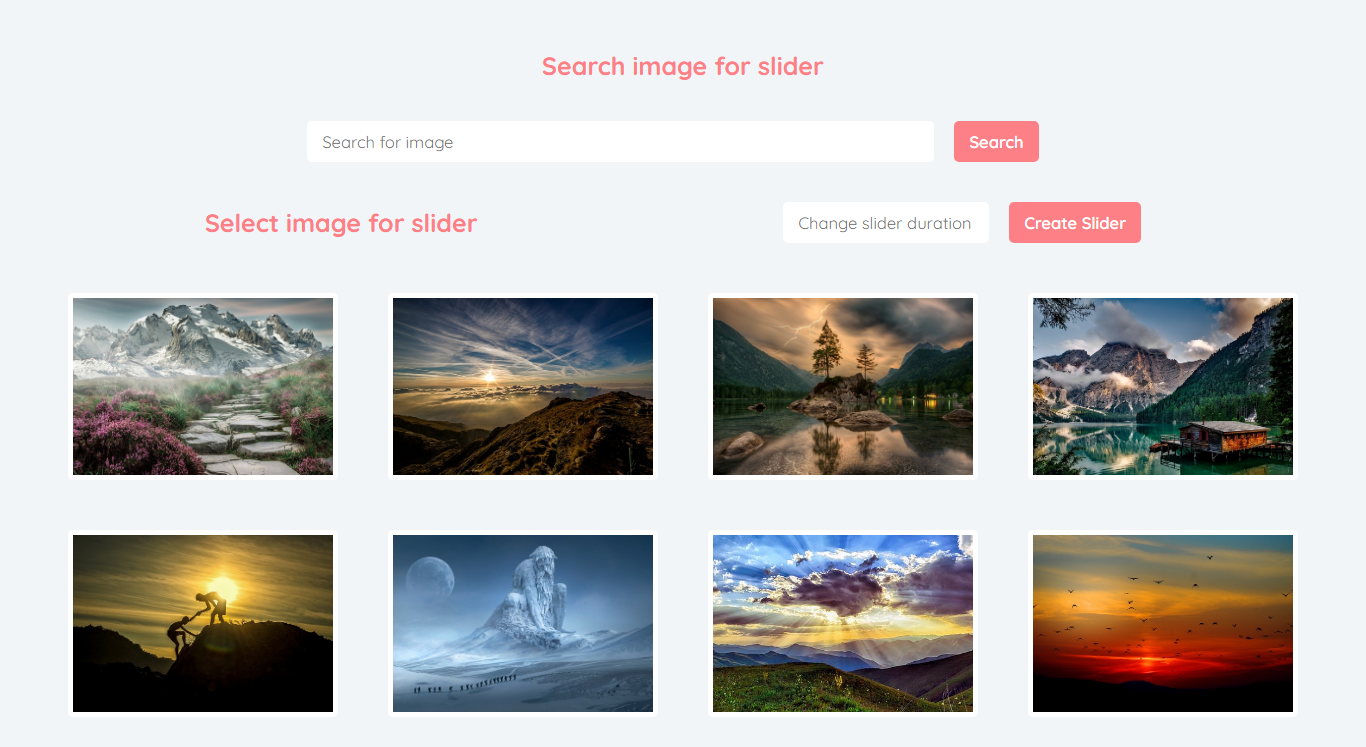 Search image for slider
Search for image
Search
Select image for slider
Change slider duration
Create Slider